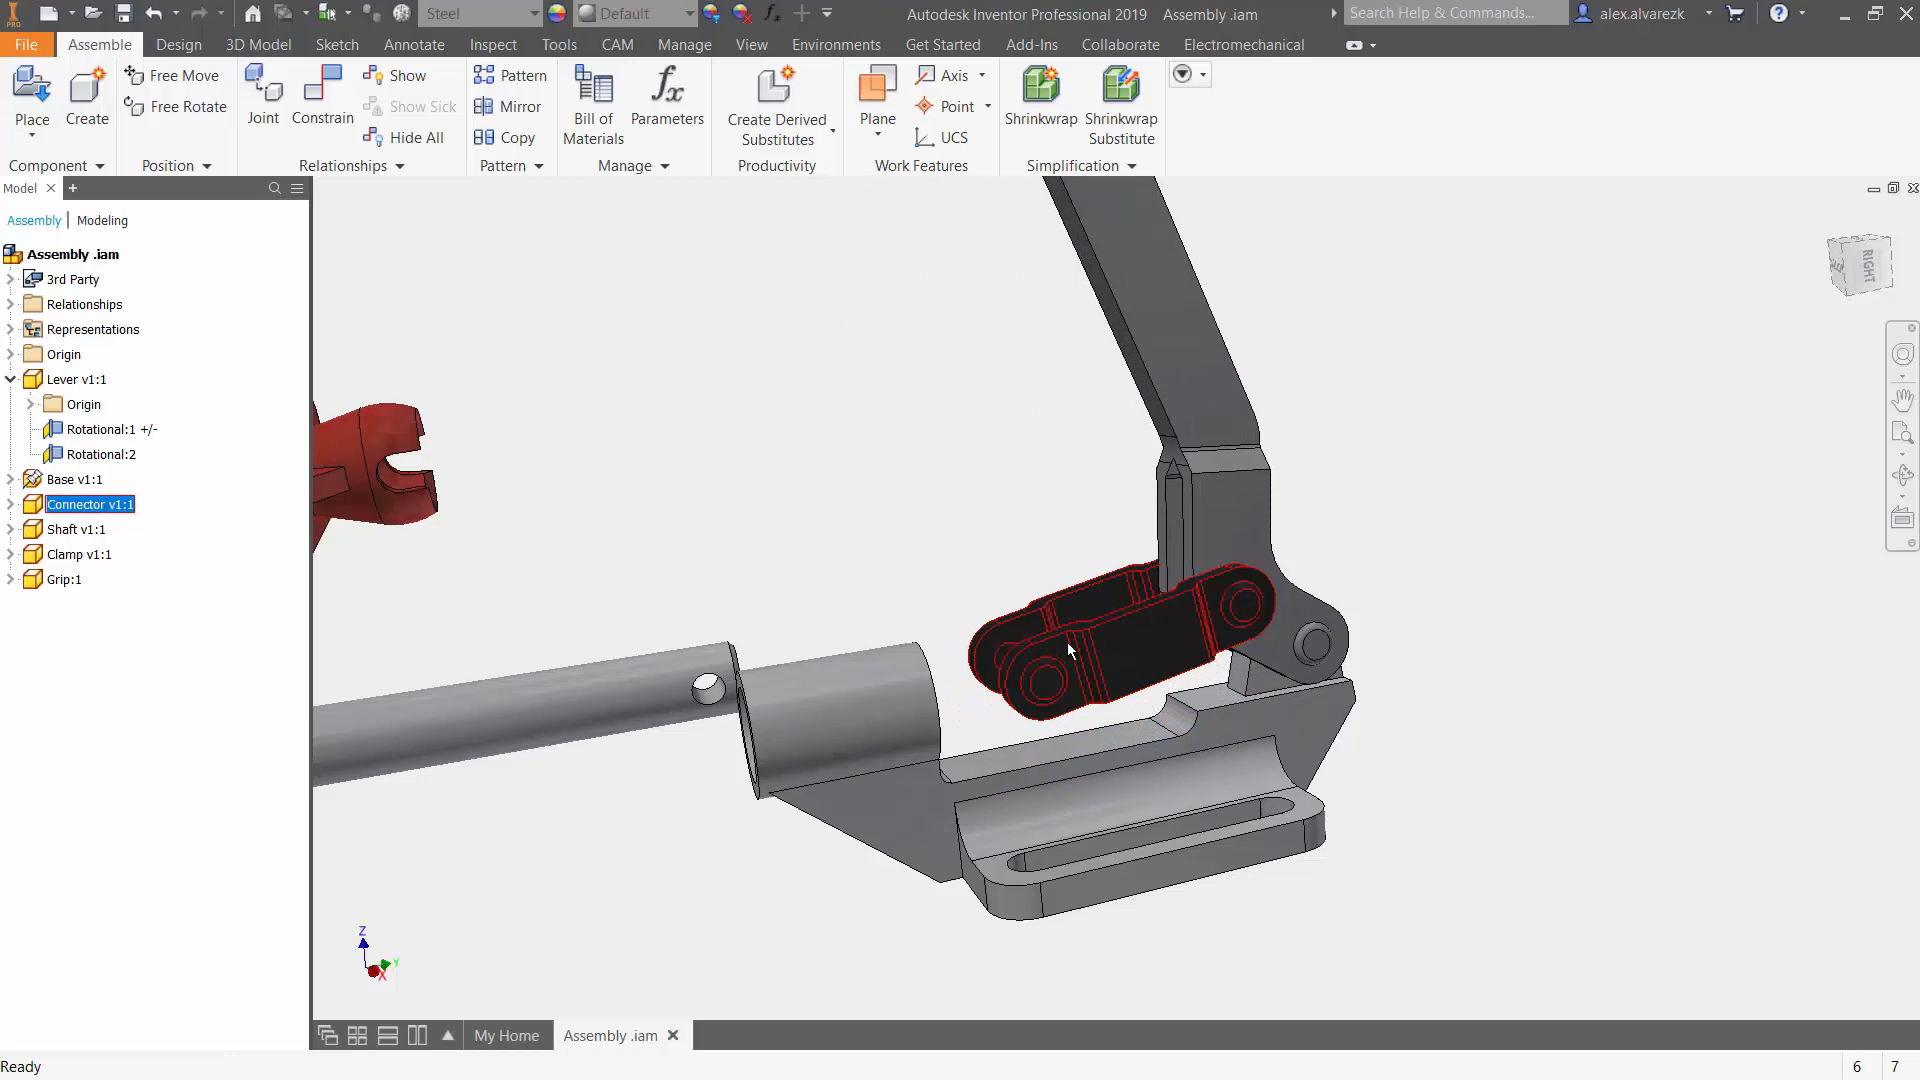 PRO
Steel
Default
Autodesk Inventor Professional 2019 Assembly .iam
Search Help & Commands...
alex.alvarezk
File
Assemble
Design
3D Model
Sketch
Annotate
Inspect
Tools
CAM
Manage
View
Environments
Get Started
Add-Ins
Collaborate
Electromechanical
Place
Create
Free Move
Free Rotate
Joint
Constrain
Show
Show Sick
Hide All
Pattern
Mirror
Copy
Bill of
Materials
fx
Parameters
Create Derived
Substitutes
Plane
Axis
Point
UCS
Shrinkwrap
Shrinkwrap
Substitute
Component
Position
Relationships
Pattern
Manage
Productivity
Work Features
Simplification
Model
Assembly
Modeling
Assembly .iam
3rd Party
Relationships
Representations
Origin
Lever v1:1
Origin
Rotational:1 +/-
Rotational:2
Base v1:1
Connector v1:1
Shaft v1:1
Clamp v1:1
Grip:1
RIGHT
Z
Y
X
My Home
Assembly .iam
Ready
6
7